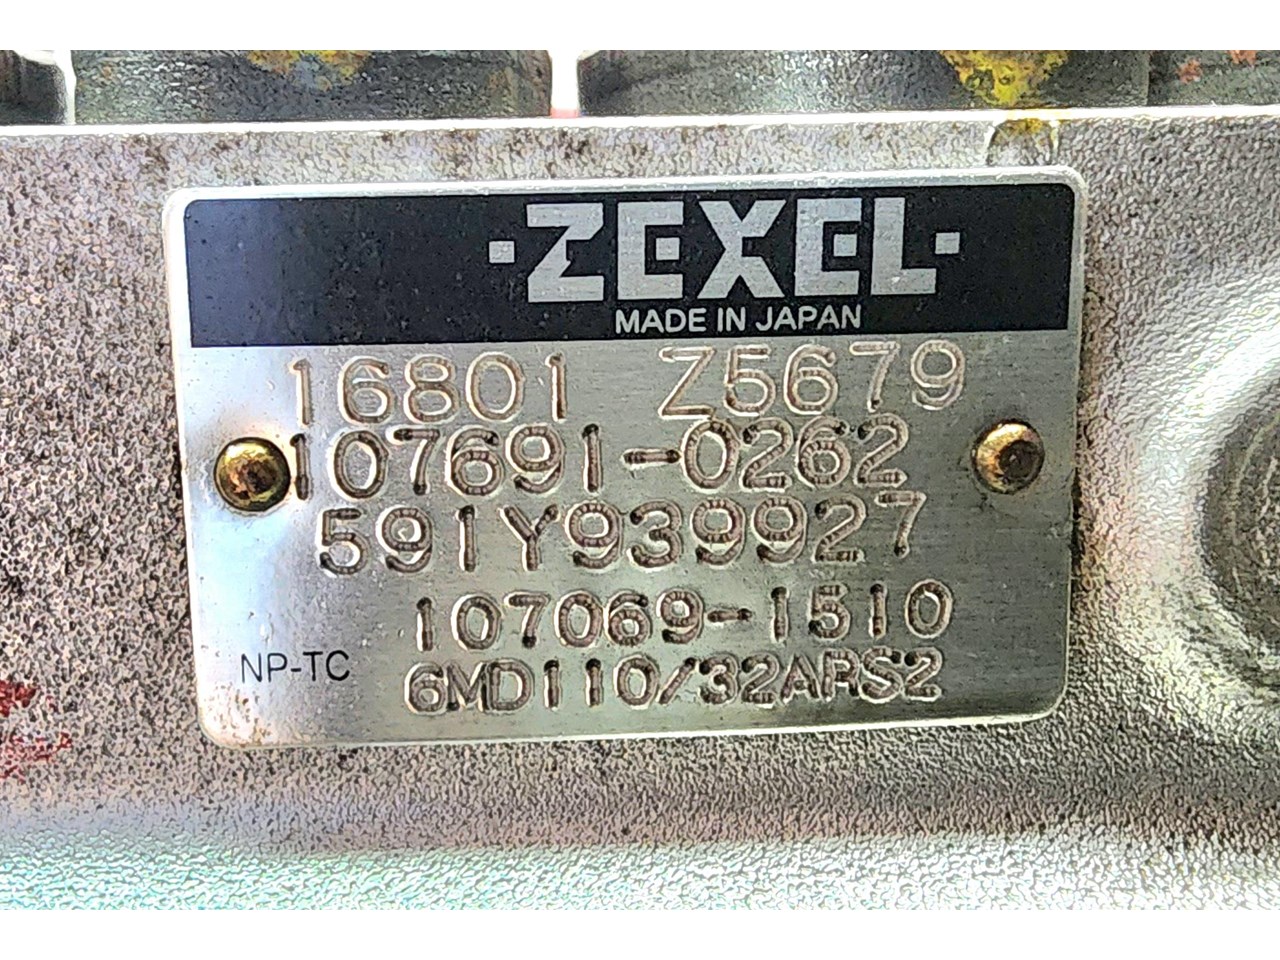 ·ZEXEL·
MADE IN JAPAN
16801 Z5679
107691-0262
591Y939927
107069-1510
NP-TC 6MD110/32ARS2